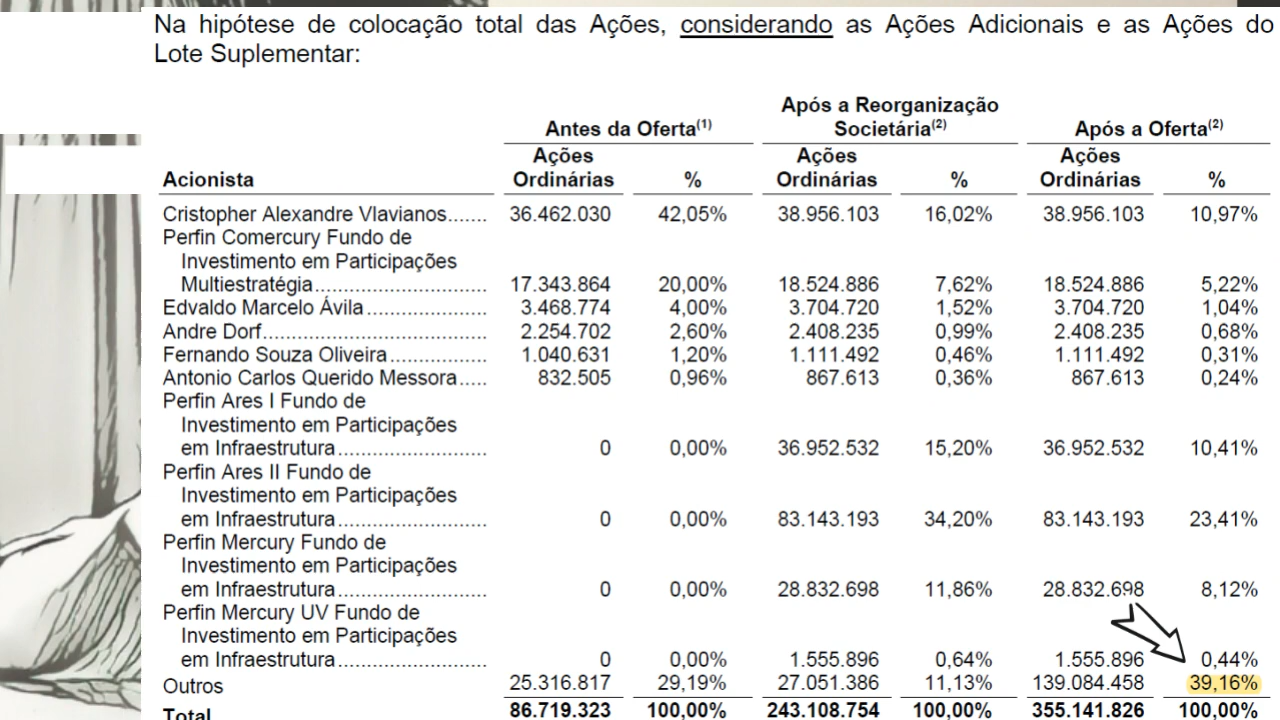 Na hipótese de colocação total das Ações, considerando as Ações Adicionais e as Ações do
Lote Suplementar:
Antes da Oferta(1) Após a Reorganização Societária(2) Após a Oferta(2)
Acionista Ações Ordinárias % Ações Ordinárias % Ações Ordinárias %
Cristopher Alexandre Vlavianos....... 36.462.030 42,05% 38.956.103 16,02% 38.956.103 10,97%
Perfin Comercury Fundo de
Investimento em Participações
Multiestratégia............................... 17.343.864 20,00% 18.524.886 7,62% 18.524.886 5,22%
Edvaldo Marcelo Ávila...................... 3.468.774 4,00% 3.704.720 1,52% 3.704.720 1,04%
Andre Dorf......................................... 2.254.702 2,60% 2.408.235 0,99% 2.408.235 0,68%
Fernando Souza Oliveira.................. 1.040.631 1,20% 1.111.492 0,46% 1.111.492 0,31%
Antonio Carlos Querido Messora..... 832.505 0,96% 867.613 0,36% 867.613 0,24%
Perfin Ares I Fundo de
Investimento em Participações
em Infraestrutura........................... 0 0,00% 36.952.532 15,20% 36.952.532 10,41%
Perfin Ares II Fundo de
Investimento em Participações
em Infraestrutura........................... 0 0,00% 83.143.193 34,20% 83.143.193 23,41%
Perfin Mercury Fundo de
Investimento em Participações
em Infraestrutura........................... 0 0,00% 28.832.698 11,86% 28.832.698 8,12%
Perfin Mercury UV Fundo de
Investimento em Participações
em Infraestrutura........................... 0 0,00% 1.555.896 0,64% 1.555.896 0,44%
Outros 25.316.817 29,19% 27.051.386 11,13% 139.084.458 39,16%
Total 86.719.323 100,00% 243.108.754 100,00% 355.141.826 100,00%